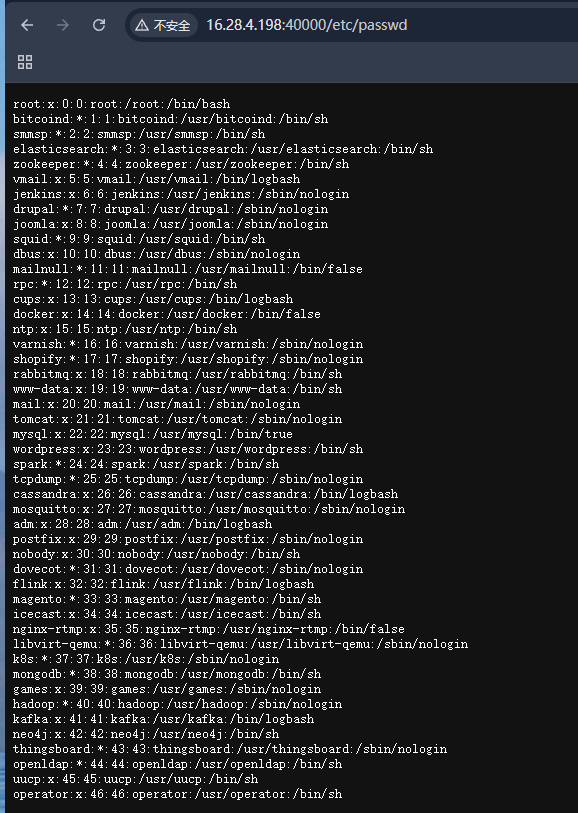 不安全 16.28.4.198:40000/etc/passwd
root:x:0:0:root:/root:/bin/bash
bitcoind:*:1:1:bitcoind:/usr/bitcoind:/bin/sh
smmsp:*:2:2:smmsp:/usr/smmsp:/bin/sh
elasticsearch:*:3:3:elasticsearch:/usr/elasticsearch:/bin/sh
zookeeper:*:4:4:zookeeper:/usr/zookeeper:/bin/sh
vmail:x:5:5:vmail:/usr/vmail:/bin/logbash
jenkins:x:6:6:jenkins:/usr/jenkins:/sbin/nologin
drupal:*:7:7:drupal:/usr/drupal:/sbin/nologin
joomla:x:8:8:joomla:/usr/joomla:/sbin/nologin
squid:*:9:9:squid:/usr/squid:/bin/sh
dbus:x:10:10:dbus:/usr/dbus:/sbin/nologin
mailnull:*:11:11:mailnull:/usr/mailnull:/bin/false
rpc:*:12:12:rpc:/usr/rpc:/bin/sh
cups:x:13:13:cups:/usr/cups:/bin/logbash
docker:x:14:14:docker:/usr/docker:/bin/false
ntp:x:15:15:ntp:/usr/ntp:/bin/sh
varnish:*:16:16:varnish:/usr/varnish:/sbin/nologin
shopify:*:17:17:shopify:/usr/shopify:/sbin/nologin
rabbitmq:x:18:18:rabbitmq:/usr/rabbitmq:/bin/sh
www-data:x:19:19:www-data:/usr/www-data:/bin/sh
mail:x:20:20:mail:/usr/mail:/sbin/nologin
tomcat:x:21:21:tomcat:/usr/tomcat:/sbin/nologin
mysql:x:22:22:mysql:/usr/mysql:/bin/true
wordpress:x:23:23:wordpress:/usr/wordpress:/bin/sh
spark:*:24:24:spark:/usr/spark:/bin/sh
tcpdump:*:25:25:tcpdump:/usr/tcpdump:/sbin/nologin
cassandra:x:26:26:cassandra:/usr/cassandra:/bin/logbash
mosquitto:x:27:27:mosquitto:/usr/mosquitto:/sbin/nologin
adm:x:28:28:adm:/usr/adm:/bin/logbash
postfix:x:29:29:postfix:/usr/postfix:/sbin/nologin
nobody:x:30:30:nobody:/usr/nobody:/bin/sh
dovecot:*:31:31:dovecot:/usr/dovecot:/sbin/nologin
flink:x:32:32:flink:/usr/flink:/bin/logbash
magento:*:33:33:magento:/usr/magento:/bin/sh
icecast:x:34:34:icecast:/usr/icecast:/bin/sh
nginx-rtmp:x:35:35:nginx-rtmp:/usr/nginx-rtmp:/bin/false
libvirt-qemu:*:36:36:libvirt-qemu:/usr/libvirt-qemu:/sbin/nologin
k8s:*:37:37:k8s:/usr/k8s:/sbin/nologin
mongodb:*:38:38:mongodb:/usr/mongodb:/bin/sh
games:x:39:39:games:/usr/games:/sbin/nologin
hadoop:*:40:40:hadoop:/usr/hadoop:/sbin/nologin
kafka:x:41:41:kafka:/usr/kafka:/bin/logbash
neo4j:x:42:42:neo4j:/usr/neo4j:/bin/sh
thingsboard:*:43:43:thingsboard:/usr/thingsboard:/sbin/nologin
openldap:*:44:44:openldap:/usr/openldap:/bin/sh
uucp:x:45:45:uucp:/usr/uucp:/bin/sh
operator:x:46:46:operator:/usr/operator:/bin/sh